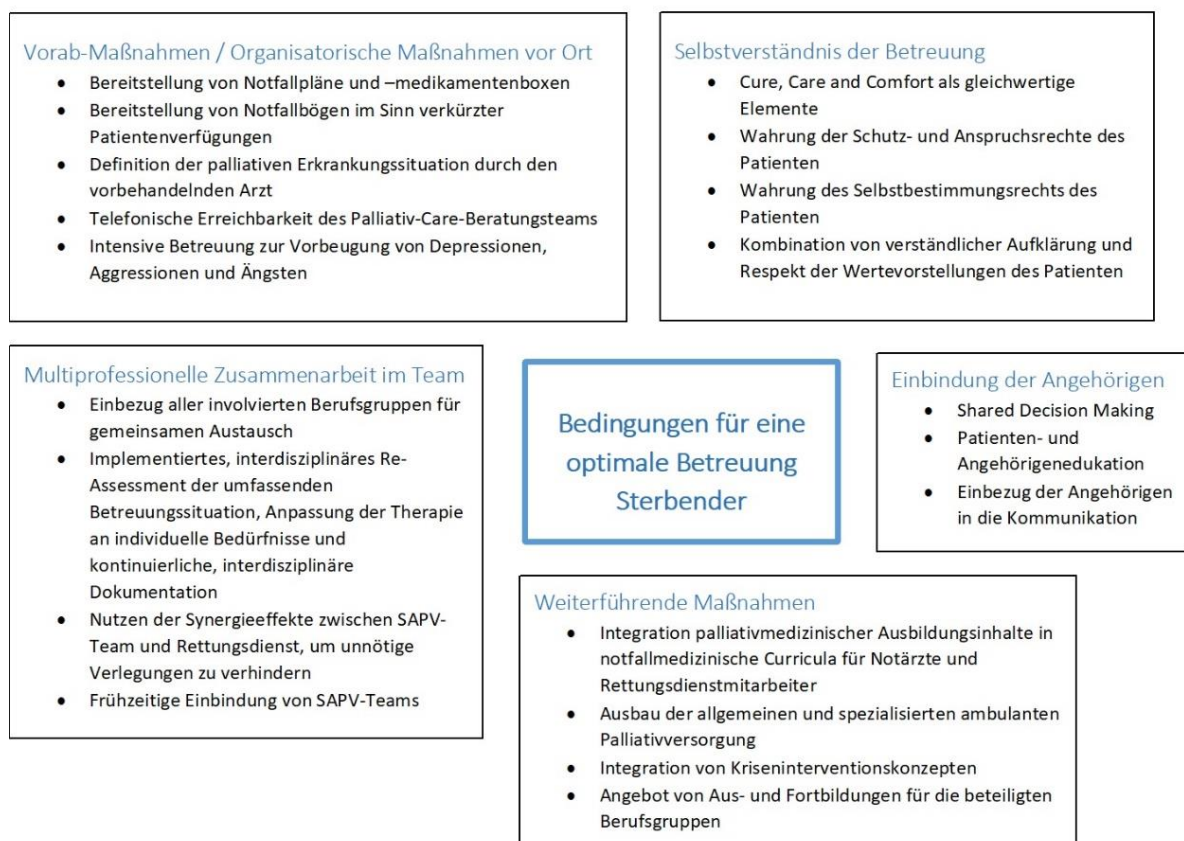 Vorab-Maßnahmen / Organisatorische Maßnahmen vor Ort
• Bereitstellung von Notfallpläne und –medikamentenboxen
• Bereitstellung von Notfallbögen im Sinn verkürzter
Patientenverfügungen
• Definition der palliativen Erkrankungssituation durch den
vorbehandelnden Arzt
• Telefonische Erreichbarkeit des Palliativ-Care-Beratungsteams
• Intensive Betreuung zur Vorbeugung von Depressionen,
Aggressionen und Ängsten
Selbstverständnis der Betreuung
• Cure, Care and Comfort als gleichwertige
Elemente
• Wahrung der Schutz- und Anspruchsrechte des
Patienten
• Wahrung des Selbstbestimmungsrechts des
Patienten
• Kombination von verständlicher Aufklärung und
Respekt der Wertevorstellungen des Patienten
Multiprofessionelle Zusammenarbeit im Team
• Einbezug aller involvierten Berufsgruppen für
gemeinsamen Austausch
• Implementiertes, interdisziplinäres Re-
Assessment der umfassenden
Betreuungssituation, Anpassung der Therapie
an individuelle Bedürfnisse und
kontinuierliche, interdisziplinäre
Dokumentation
• Nutzen der Synergieeffekte zwischen SAPV-
Team und Rettungsdienst, um unnötige
Verlegungen zu verhindern
• Frühzeitige Einbindung von SAPV-Teams
Bedingungen für eine
optimale Betreuung
Sterbender
Einbindung der Angehörigen
• Shared Decision Making
• Patienten- und
Angehörigenedukation
• Einbezug der Angehörigen
in die Kommunikation
Weiterführende Maßnahmen
• Integration palliativmedizinischer Ausbildungsinhalte in
notfallmedizinische Curricula für Notärzte und
Rettungsdienstmitarbeiter
• Ausbau der allgemeinen und spezialisierten ambulanten
Palliativversorgung
• Integration von Kriseninterventionskonzepten
• Angebot von Aus- und Fortbildungen für die beteiligten
Berufsgruppen